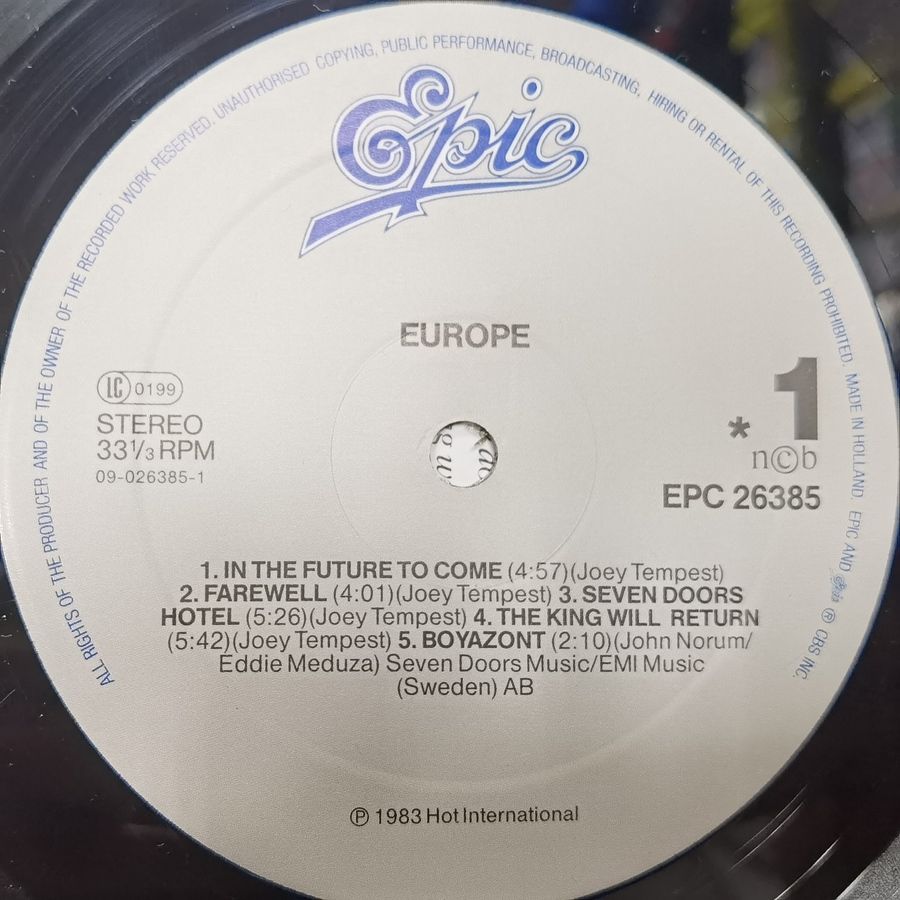 ALL RIGHTS OF THE PRODUCER AND OF THE OWNER OF THE RECORDED WORK RESERVED. UNAUTHORISED COPYING, PUBLIC PERFORMANCE, BROADCASTING, HIRING OR RENTAL OF THIS RECORDING PROHIBITED. MADE IN HOLLAND. EPIC AND Epic ® CBS INC.
Epic
EUROPE
LC 0199
STEREO
33⅓ RPM
09-026385-1
1
*
n©b
EPC 26385
1. IN THE FUTURE TO COME (4:57)(Joey Tempest)
2. FAREWELL (4:01)(Joey Tempest) 3. SEVEN DOORS
HOTEL (5:26)(Joey Tempest) 4. THE KING WILL RETURN
(5:42)(Joey Tempest) 5. BOYAZONT (2:10)(John Norum/
Eddie Meduza) Seven Doors Music/EMI Music
(Sweden) AB
℗ 1983 Hot International